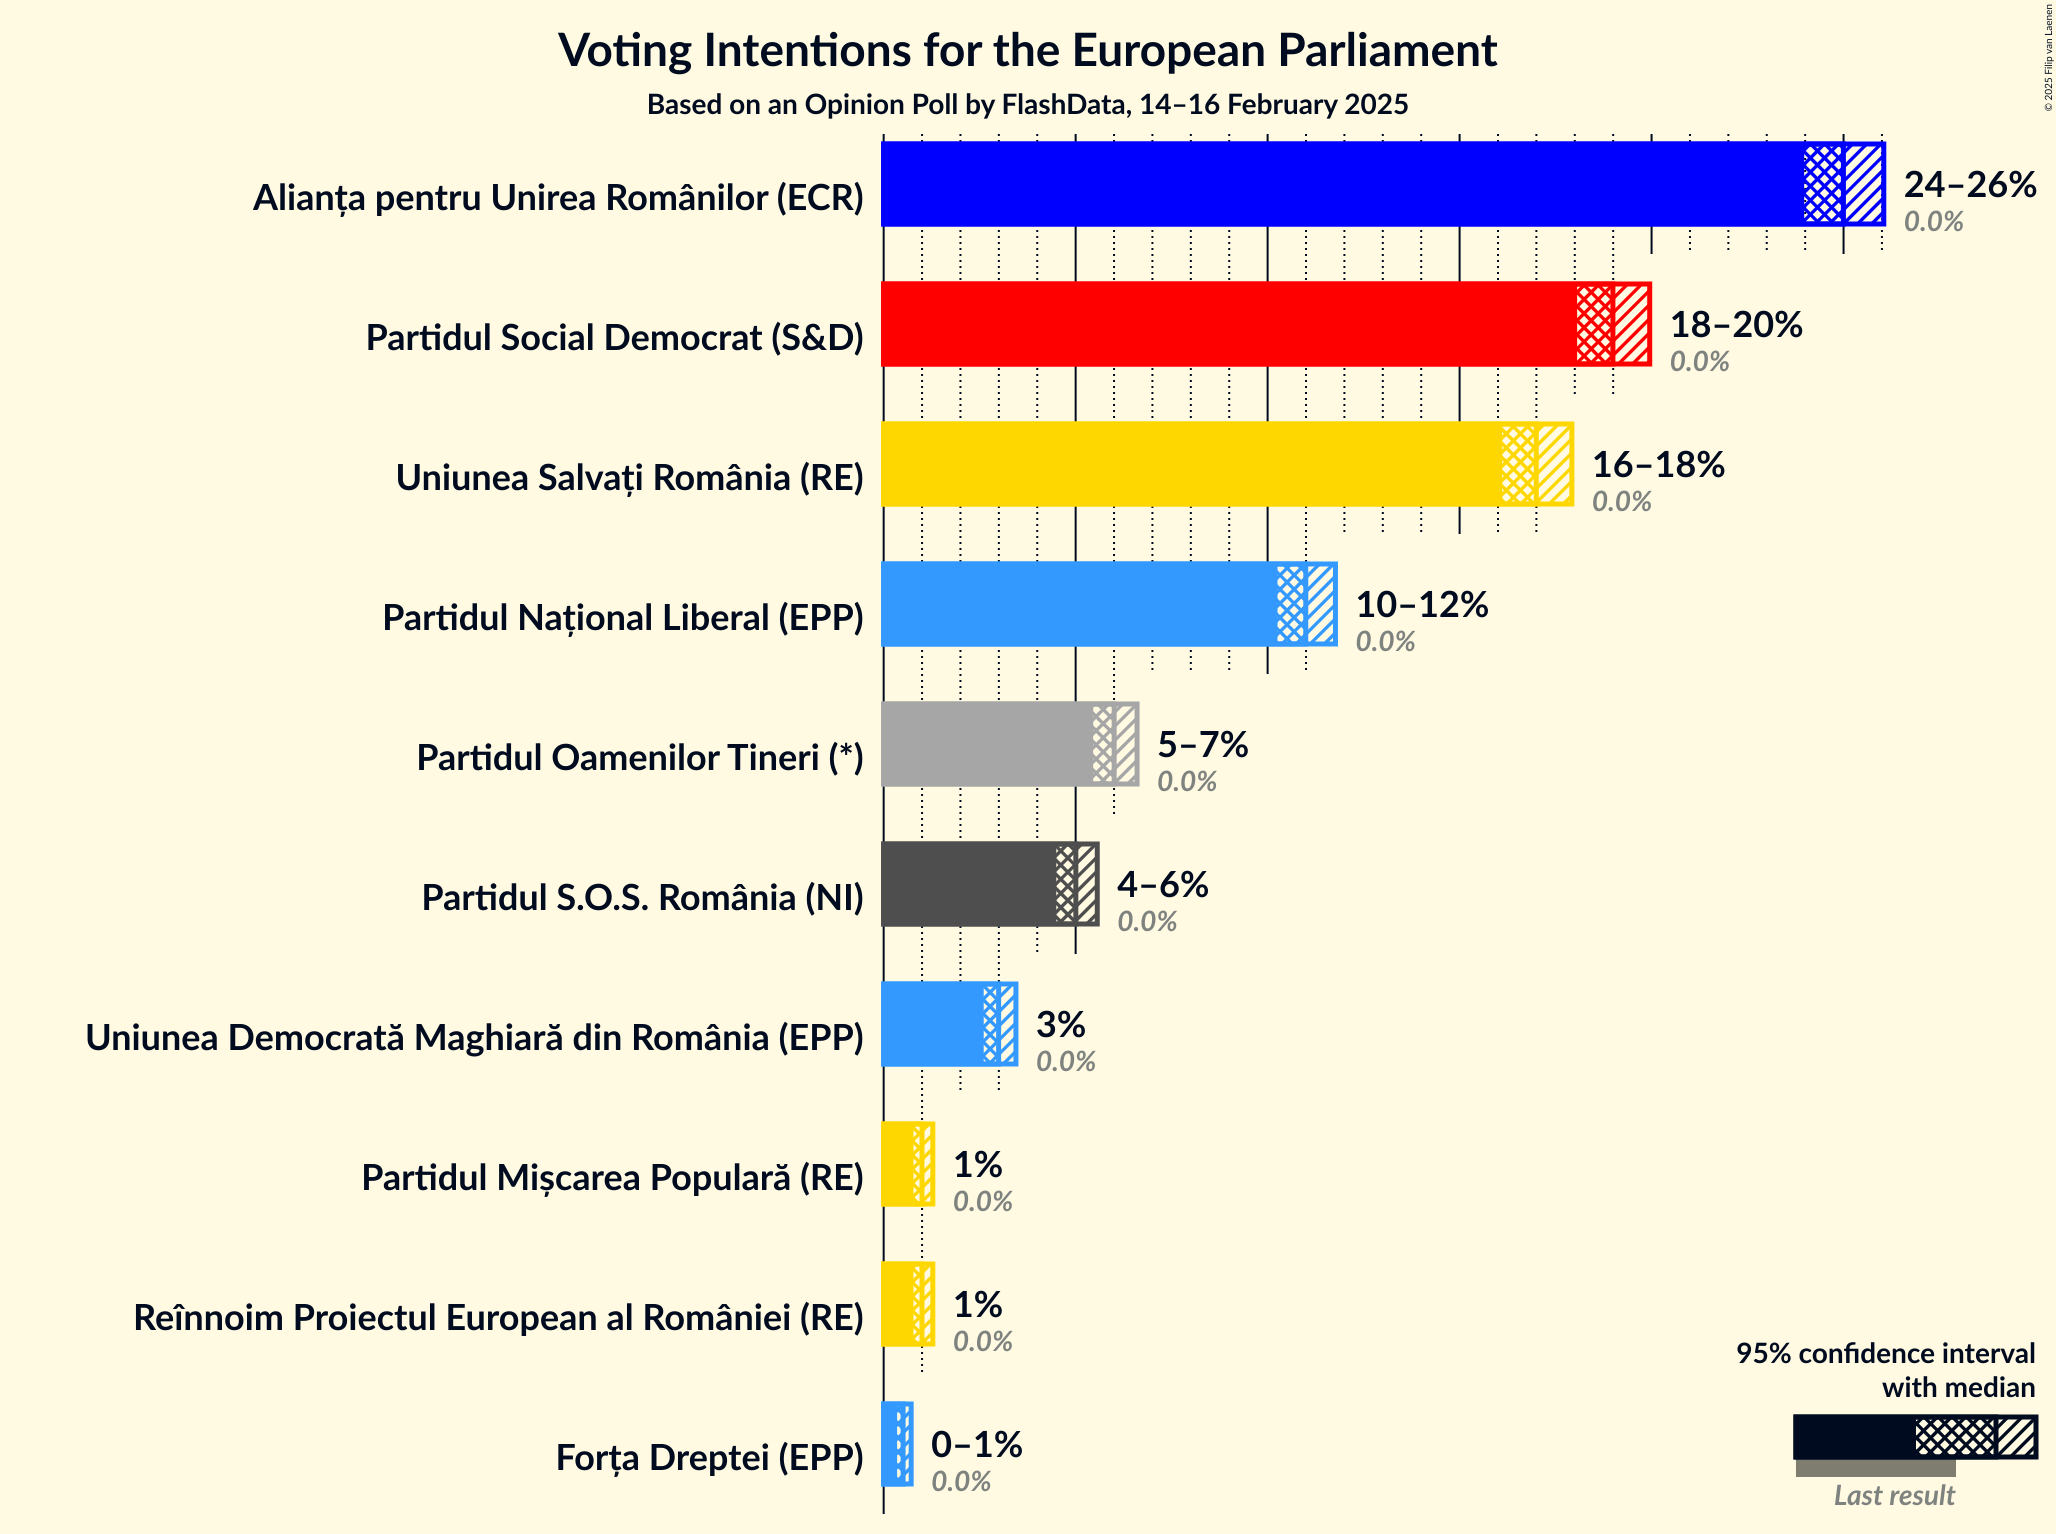 Voting Intentions for the European Parliament
Based on an Opinion Poll by FlashData, 14–16 February 2025
© 2025 Filip van Laenen
Alianța pentru Unirea Românilor (ECR)
24–26%
0.0%
Partidul Social Democrat (S&D)
18–20%
0.0%
Uniunea Salvați România (RE)
16–18%
0.0%
Partidul Național Liberal (EPP)
10–12%
0.0%
Partidul Oamenilor Tineri (*)
5–7%
0.0%
Partidul S.O.S. România (NI)
4–6%
0.0%
Uniunea Democrată Maghiară din România (EPP)
3%
0.0%
Partidul Mișcarea Populară (RE)
1%
0.0%
Reînnoim Proiectul European al României (RE)
1%
0.0%
Forța Dreptei (EPP)
0–1%
0.0%
95% confidence interval
with median
Last result